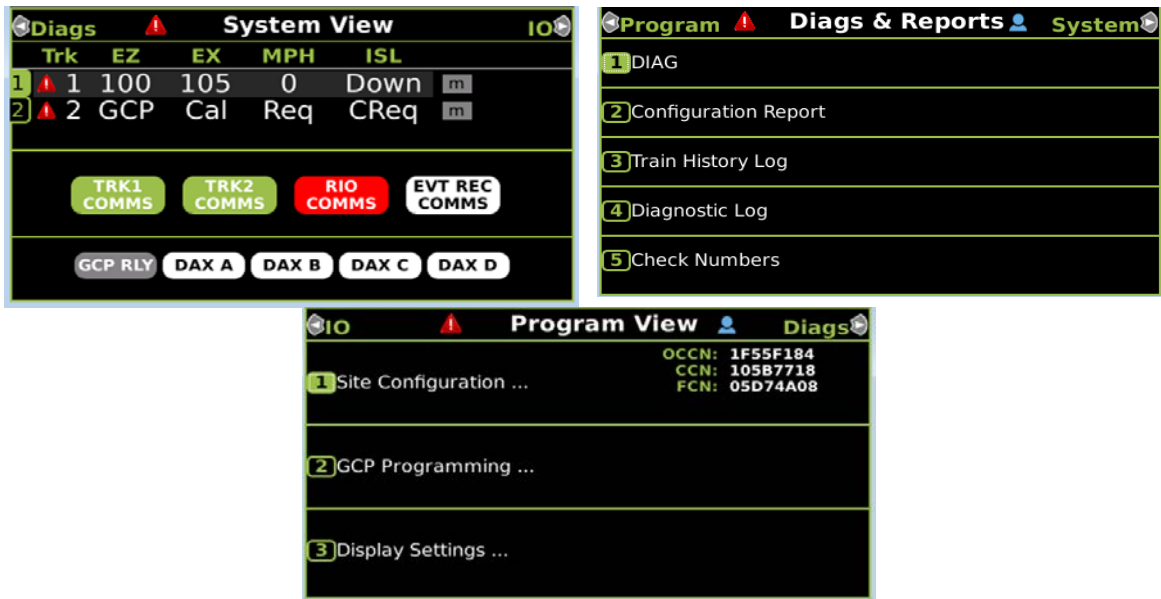 Diags System View IO
Trk EZ EX MPH ISL
1 1 100 105 0 Down m
2 2 GCP Cal Req CReq m
TRK1 COMMS TRK2 COMMS RIO COMMS EVT REC COMMS
GCP RLY DAX A DAX B DAX C DAX D
Program Diags & Reports System
1 DIAG
2 Configuration Report
3 Train History Log
4 Diagnostic Log
5 Check Numbers
IO Program View Diags
OCCN: 1F55F184
CCN: 105B7718
FCN: 05D74A08
1 Site Configuration ...
2 GCP Programming ...
3 Display Settings ...